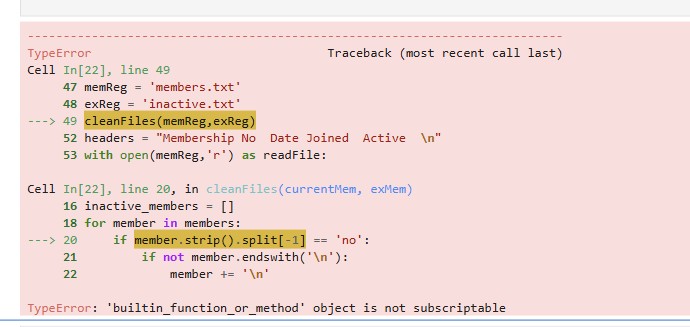 ---------------------------------------------------------------------------
TypeError                                 Traceback (most recent call last)
Cell In[22], line 49
     47 memReg = 'members.txt'
     48 exReg = 'inactive.txt'
---> 49 cleanFiles(memReg,exReg)
     52 headers = "Membership No  Date Joined  Active  \n"
     53 with open(memReg,'r') as readFile:
Cell In[22], line 20, in cleanFiles(currentMem, exMem)
     16 inactive_members = []
     18 for member in members:
---> 20     if member.strip().split[-1] == 'no':
     21         if not member.endswith('\n'):
     22             member += '\n'
TypeError: 'builtin_function_or_method' object is not subscriptable